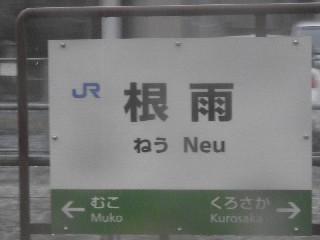 JR 根雨
ねう Neu
← むこ くろさか →
Muko Kurosaka